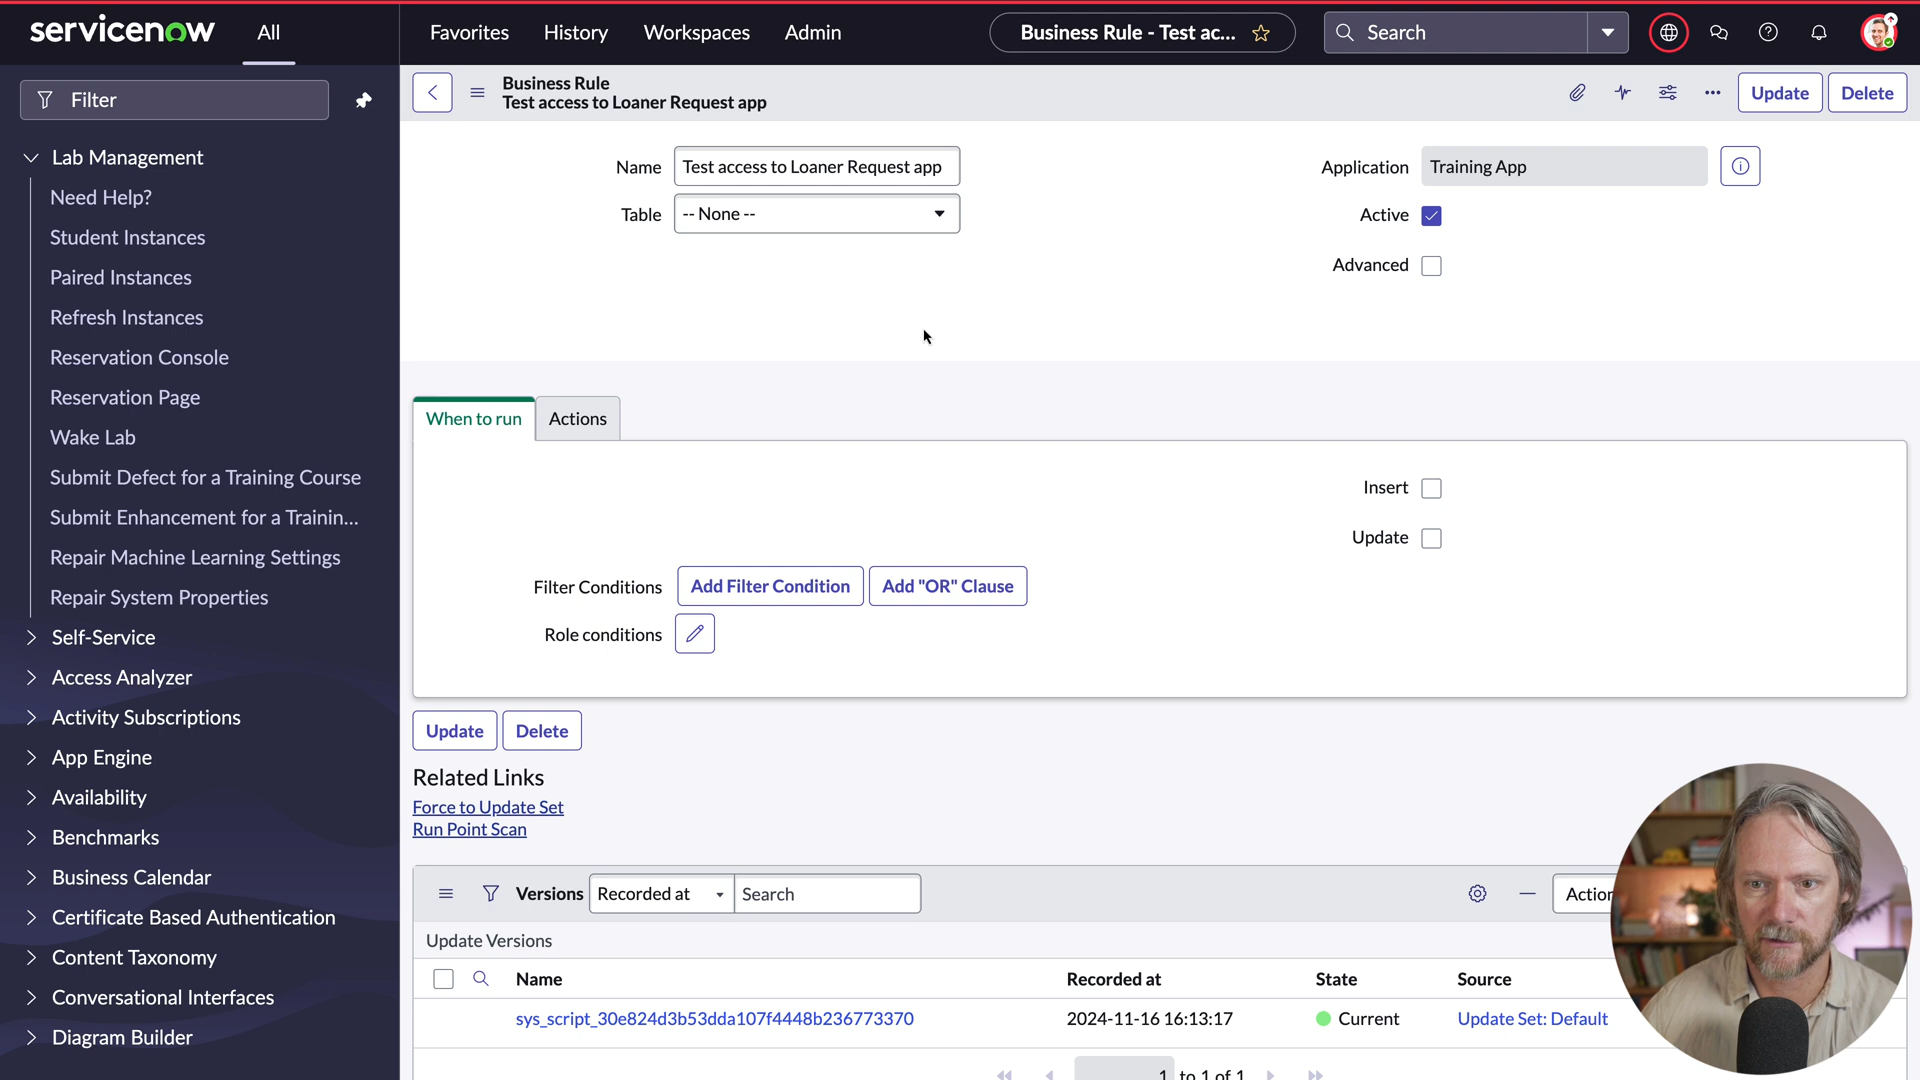 servicenow
All
Favorites
History
Workspaces
Admin
Business Rule - Test ac...
Search
Filter
Business Rule
Test access to Loaner Request app
Update
Delete
Lab Management
Need Help?
Student Instances
Paired Instances
Refresh Instances
Reservation Console
Reservation Page
Wake Lab
Submit Defect for a Training Course
Submit Enhancement for a Trainin...
Repair Machine Learning Settings
Repair System Properties
Self-Service
Access Analyzer
Activity Subscriptions
App Engine
Availability
Benchmarks
Business Calendar
Certificate Based Authentication
Content Taxonomy
Conversational Interfaces
Diagram Builder
Name
Test access to Loaner Request app
Application
Training App
Table
-- None --
Active
Advanced
When to run
Actions
Insert
Update
Filter Conditions
Add Filter Condition
Add "OR" Clause
Role conditions
Update
Delete
Related Links
Force to Update Set
Run Point Scan
Versions
Recorded at
Search
Action
Update Versions
Name
Recorded at
State
Source
sys_script_30e824d3b53dda107f4448b236773370
2024-11-16 16:13:17
Current
Update Set: Default
1 to 1 of 1